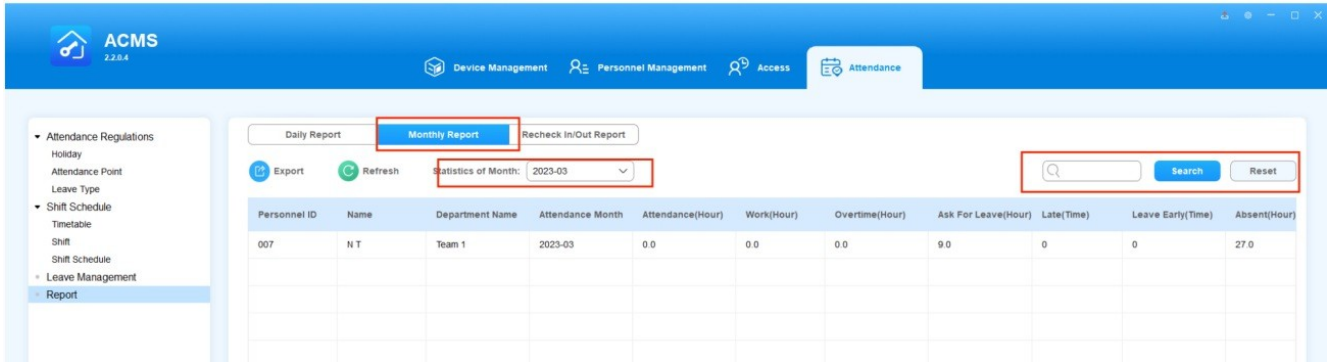 ACMS
2.2.0.4
Device Management Personnel Management Access Attendance
Attendance Regulations
Holiday
Attendance Point
Leave Type
Shift Schedule
Timetable
Shift
Shift Schedule
Leave Management
Report
Daily Report Monthly Report Recheck In/Out Report
Export Refresh Statistics of Month: 2023-03 Search Reset
Personnel ID Name Department Name Attendance Month Attendance(Hour) Work(Hour) Overtime(Hour) Ask For Leave(Hour) Late(Time) Leave Early(Time) Absent(Hour)
007 N T Team 1 2023-03 0.0 0.0 0.0 9.0 0 0 27.0